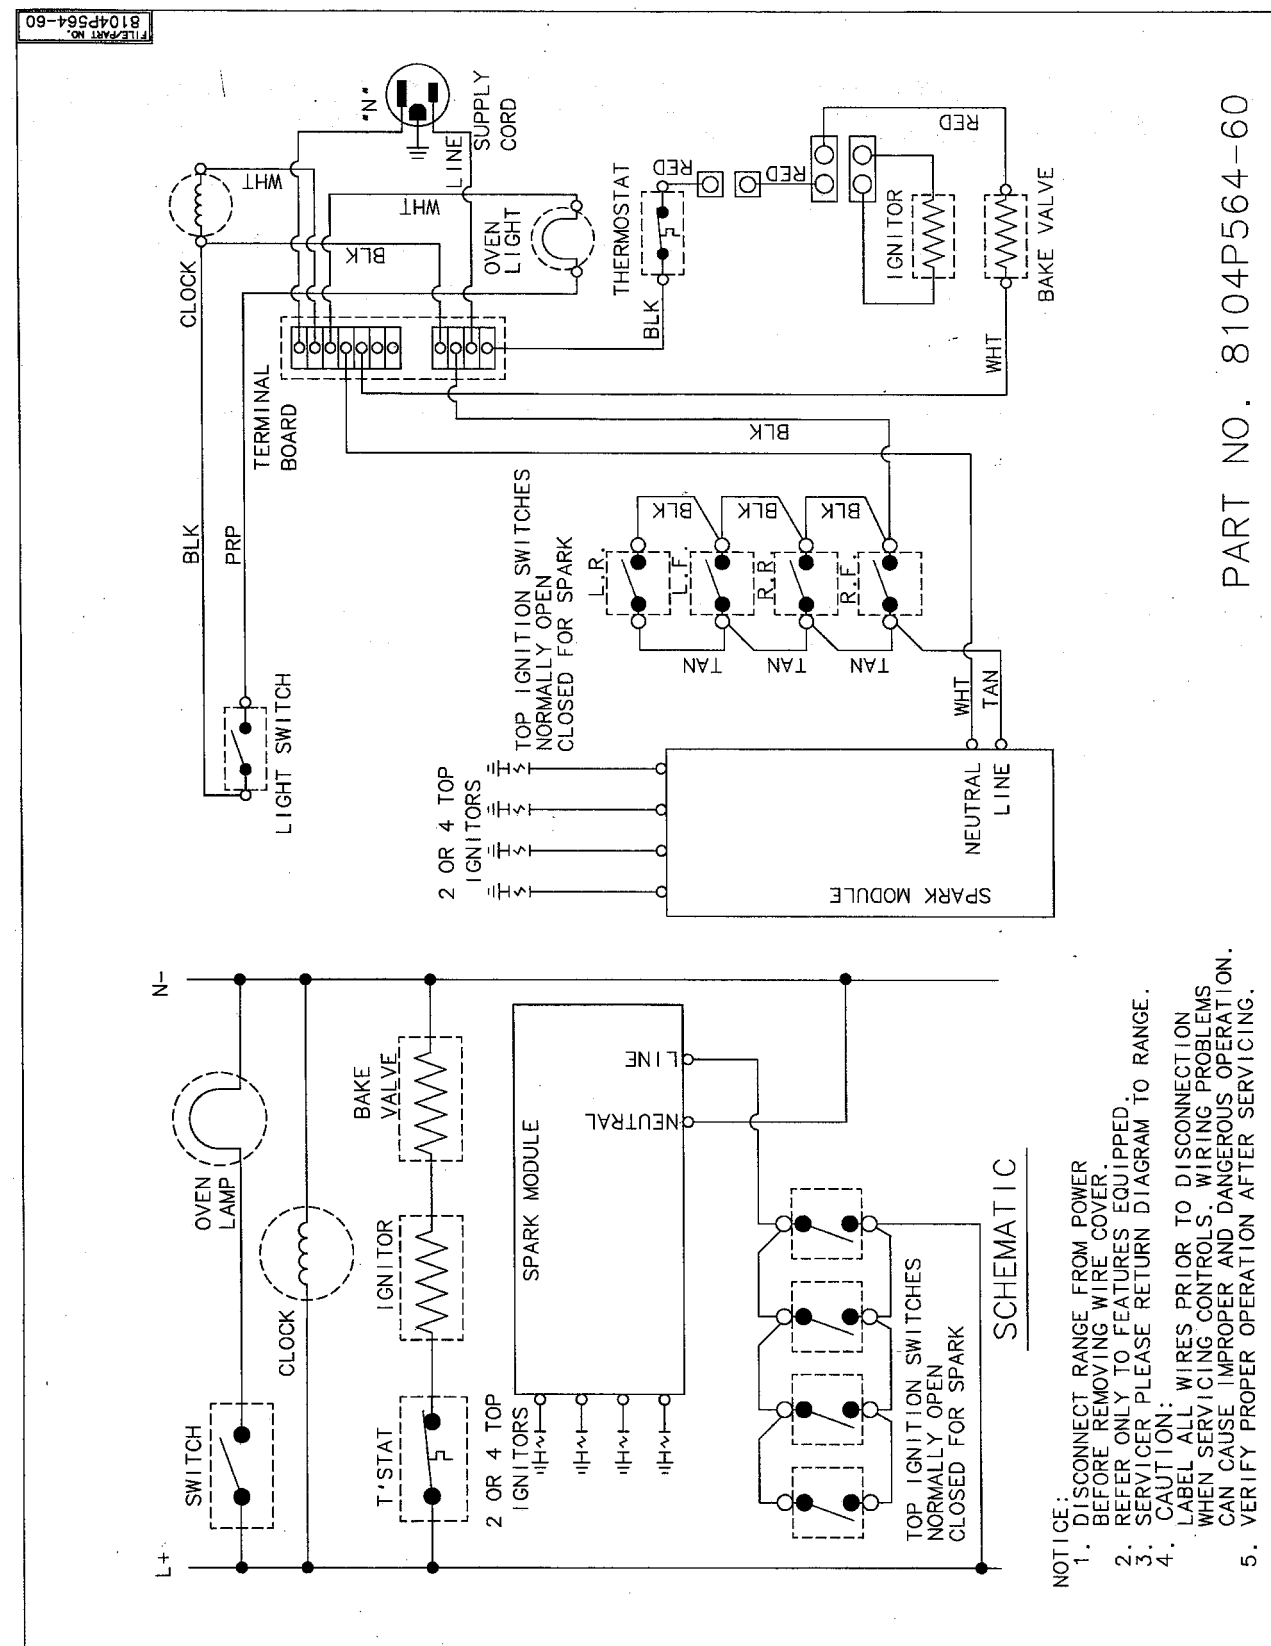 FILE/PART NO.
8104P564-60
L+
N-
SWITCH
OVEN
LAMP
CLOCK
T'STAT
IGNITOR
BAKE
VALVE
2 OR 4 TOP
IGNITORS
SPARK MODULE
NEUTRAL
LINE
TOP IGNITION SWITCHES
NORMALLY OPEN
CLOSED FOR SPARK
SCHEMATIC
NOTICE:
1. DISCONNECT RANGE FROM POWER
BEFORE REMOVING WIRE COVER.
2. REFER ONLY TO FEATURES EQUIPPED.
3. SERVICER PLEASE RETURN DIAGRAM TO RANGE.
4. CAUTION:
LABEL ALL WIRES PRIOR TO DISCONNECTION
WHEN SERVICING CONTROLS. WIRING PROBLEMS
CAN CAUSE IMPROPER AND DANGEROUS OPERATION.
5. VERIFY PROPER OPERATION AFTER SERVICING.
CLOCK
WHT
BLK
BLK
PRP
LIGHT SWITCH
TERMINAL
BOARD
"N"
LINE
SUPPLY
CORD
WHT
OVEN
LIGHT
THERMOSTAT
BLK
RED
RED
RED
IGNITOR
BAKE VALVE
WHT
BLK
TOP IGNITION SWITCHES
NORMALLY OPEN
CLOSED FOR SPARK
L.R.
L.F.
R.R.
R.F.
BLK
BLK
BLK
TAN
TAN
TAN
WHT
TAN
2 OR 4 TOP
IGNITORS
NEUTRAL
LINE
SPARK MODULE
PART NO. 8104P564-60